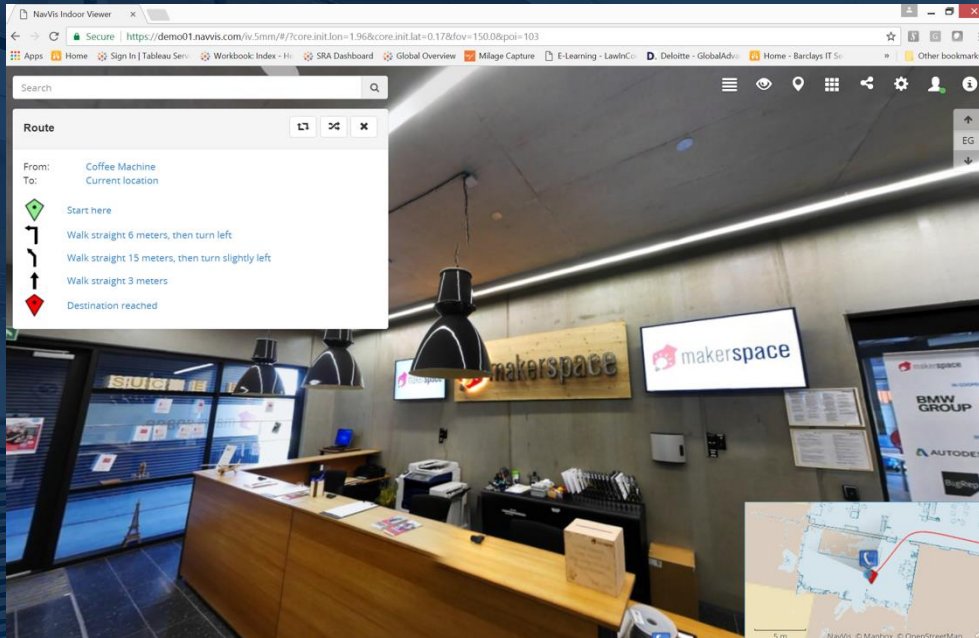 NavVis Indoor Viewer
Secure | https://demo01.navvis.com/iv.5mm/#/?core.init.lon=1.96&core.init.lat=0.17&fov=150.0&poi=103
Apps Home Sign In | Tableau Serv Workbook: Index - H SRA Dashboard Global Overview Milage Capture E-Learning - LawInCo Deloitte - GlobalAdva Home - Barclays IT Se » Other bookmark
Search
Route
From: Coffee Machine
To: Current location
Start here
Walk straight 6 meters, then turn left
Walk straight 15 meters, then turn slightly left
Walk straight 3 meters
Destination reached
EG
makerspace
makerspace
makerspace
BMW
GROUP
AUTODES
5 m NavVis © Mapbox © OpenStreetMap